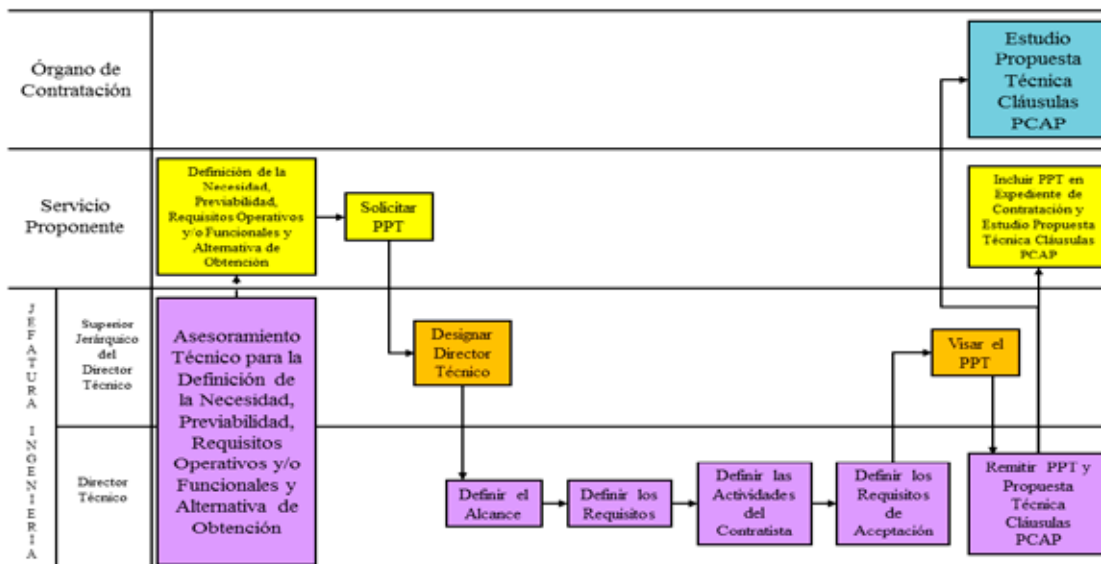 Órgano de
Contratación
Estudio
Propuesta
Técnica
Cláusulas
PCAP
Servicio
Proponente
Definición de la
Necesidad,
Previabilidad,
Requisitos Operativos
y/o Funcionales y
Alternativa de
Obtención
Solicitar
PPT
Incluir PPT en
Expediente de
Contratación y
Estudio Propuesta
Técnica Cláusulas
PCAP
JEFATURA INGENIERIA
Superior
Jerárquico
del
Director
Técnico
Asesoramiento
Técnico para la
Definición de
la Necesidad,
Previabilidad,
Requisitos
Operativos y/o
Funcionales y
Alternativa de
Obtención
Designar
Director
Técnico
Visar el
PPT
Director
Técnico
Definir el
Alcance
Definir los
Requisitos
Definir las
Actividades
del
Contratista
Definir los
Requisitos
de
Aceptación
Remitir PPT y
Propuesta
Técnica
Cláusulas
PCAP